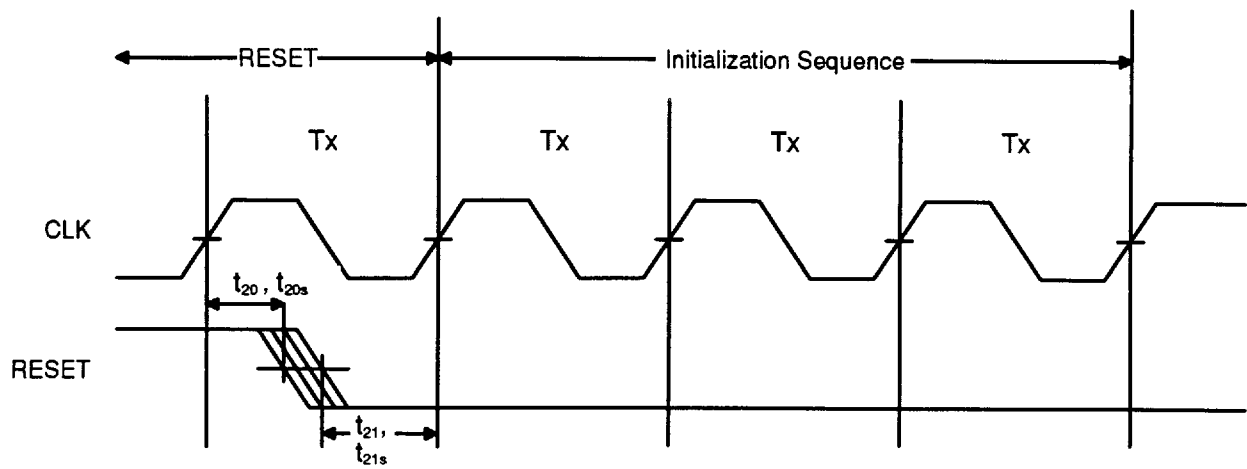 RESET Initialization Sequence
Tx Tx Tx Tx
CLK
t20, t20s
RESET
t21,
t21s